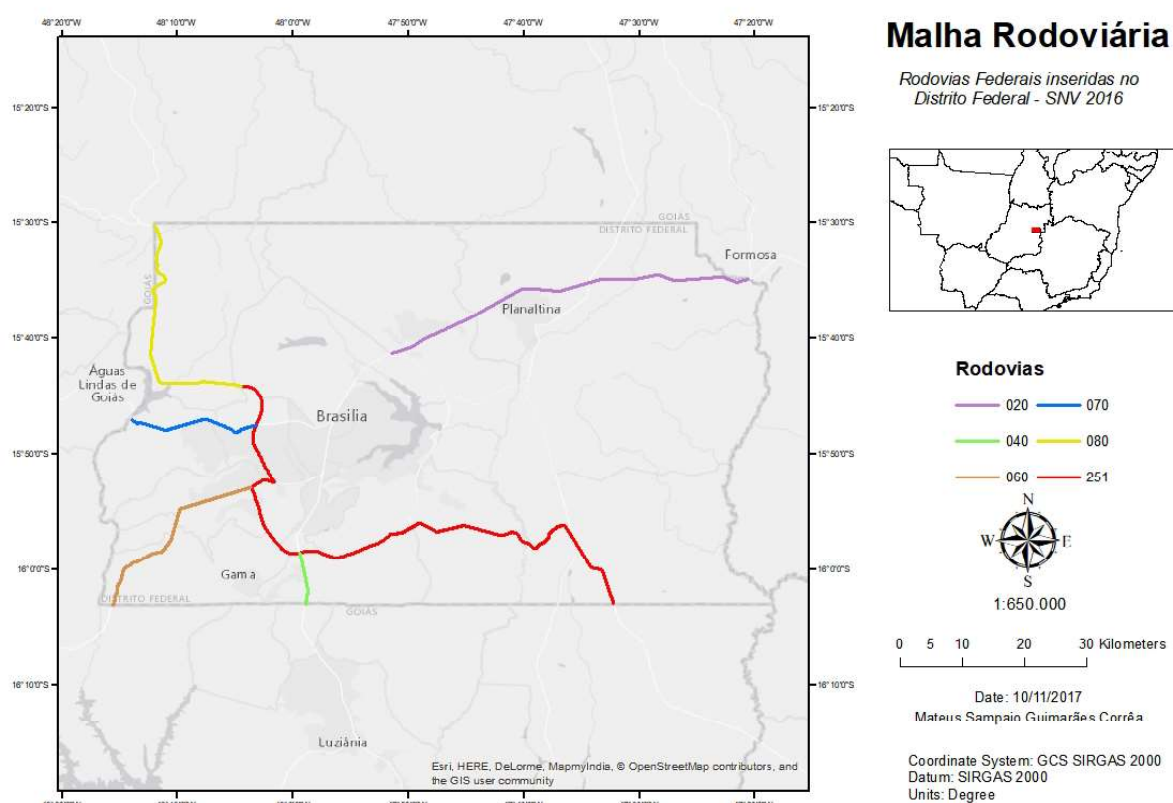 48°20'0"W
48°10'0"W
48°0'0"W
47°50'0"W
47°40'0"W
47°30'0"W
47°20'0"W
15°20'0"S
15°20'0"S
15°30'0"S
15°30'0"S
15°40'0"S
15°40'0"S
15°50'0"S
15°50'0"S
16°0'0"S
16°0'0"S
16°10'0"S
16°10'0"S
GOIÁS
DISTRITO FEDERAL
Formosa
GOIÁS
Planaltina
Águas
Lindas de
Goiás
Brasilia
Gama
DISTRITO FEDERAL
GOIÁS
Luziânia
Esri, HERE, DeLorme, MapmyIndia, © OpenStreetMap contributors, and
the GIS user community
Malha Rodoviária
Rodovias Federais inseridas no
Distrito Federal - SNV 2016
Rodovias
020 070
040 080
060 251
N
W E
S
1:650.000
0 5 10 20 30 Kilometers
Date: 10/11/2017
Mateus Sampaio Guimarães Corrêa
Coordinate System: GCS SIRGAS 2000
Datum: SIRGAS 2000
Units: Degree